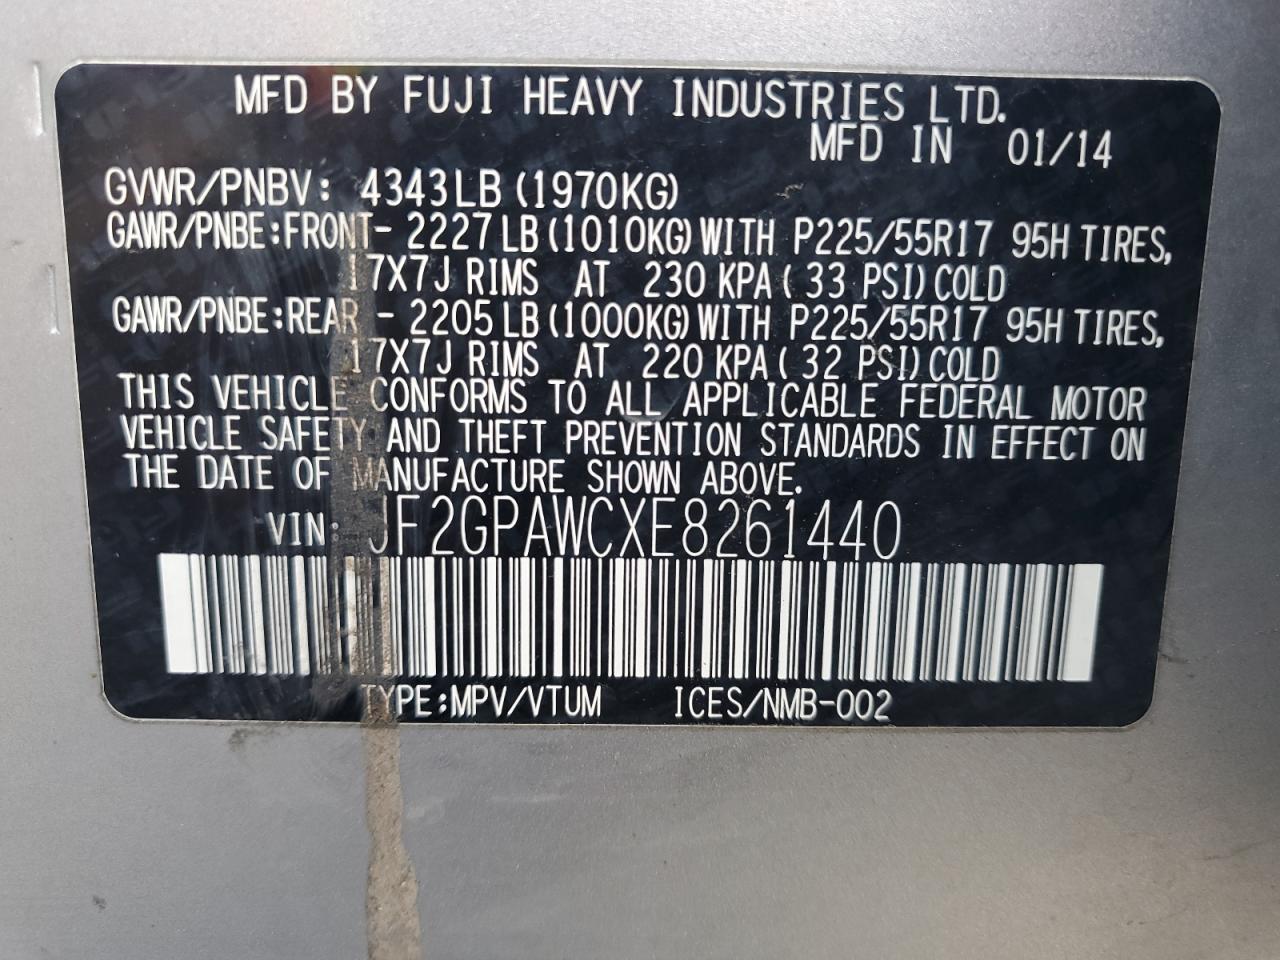 MFD BY FUJI HEAVY INDUSTRIES LTD.
MFD IN 01/14
GVWR/PNBV: 4343LB (1970KG)
GAWR/PNBE:FRONT- 2227 LB (1010KG) WITH P225/55R17 95H TIRES,
17X7J RIMS AT 230 KPA ( 33 PSI) COLD
GAWR/PNBE:REAR - 2205 LB (1000KG) WITH P225/55R17 95H TIRES,
17X7J RIMS AT 220 KPA ( 32 PSI) COLD
THIS VEHICLE CONFORMS TO ALL APPLICABLE FEDERAL MOTOR
VEHICLE SAFETY AND THEFT PREVENTION STANDARDS IN EFFECT ON
THE DATE OF MANUFACTURE SHOWN ABOVE.
VIN: JF2GPAWCXE8261440
TYPE:MPV/VTUM ICES/NMB-002